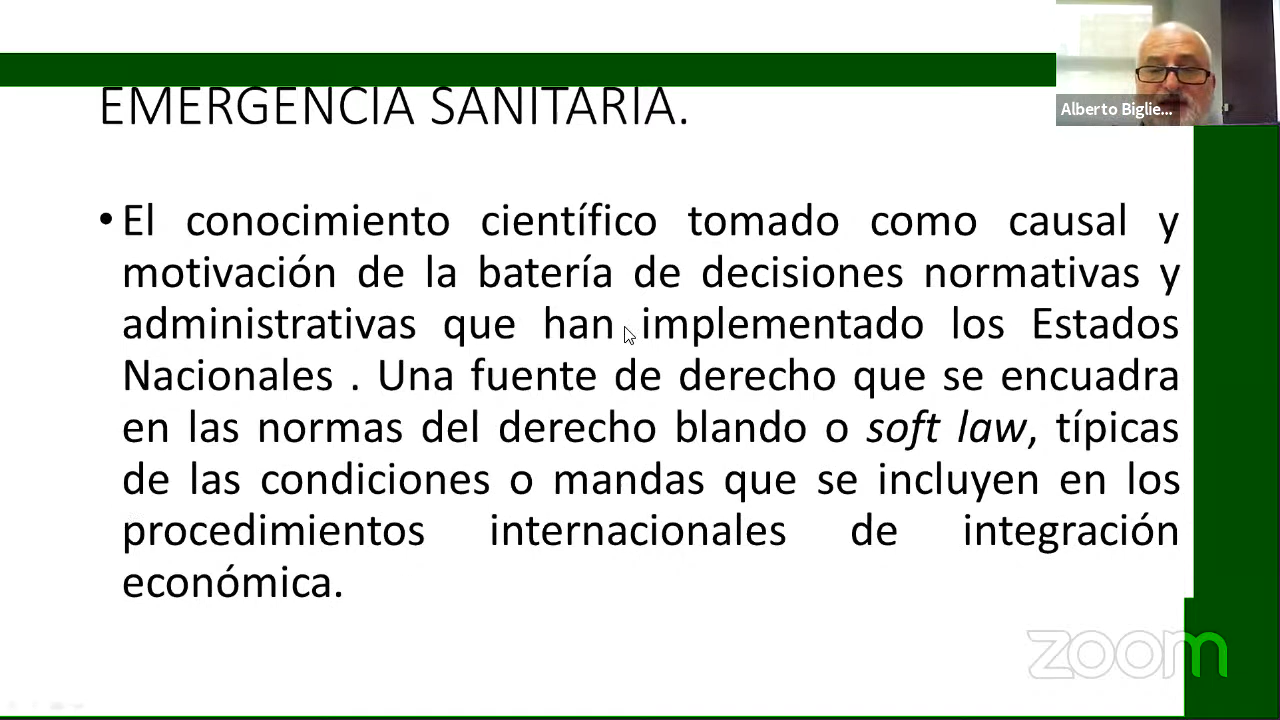 EMERGENCIA SANITARIA.
Alberto Biglie...
• El conocimiento científico tomado como causal y
motivación de la batería de decisiones normativas y
administrativas que han implementado los Estados
Nacionales . Una fuente de derecho que se encuadra
en las normas del derecho blando o soft law, típicas
de las condiciones o mandas que se incluyen en los
procedimientos internacionales de integración
económica.
zoom